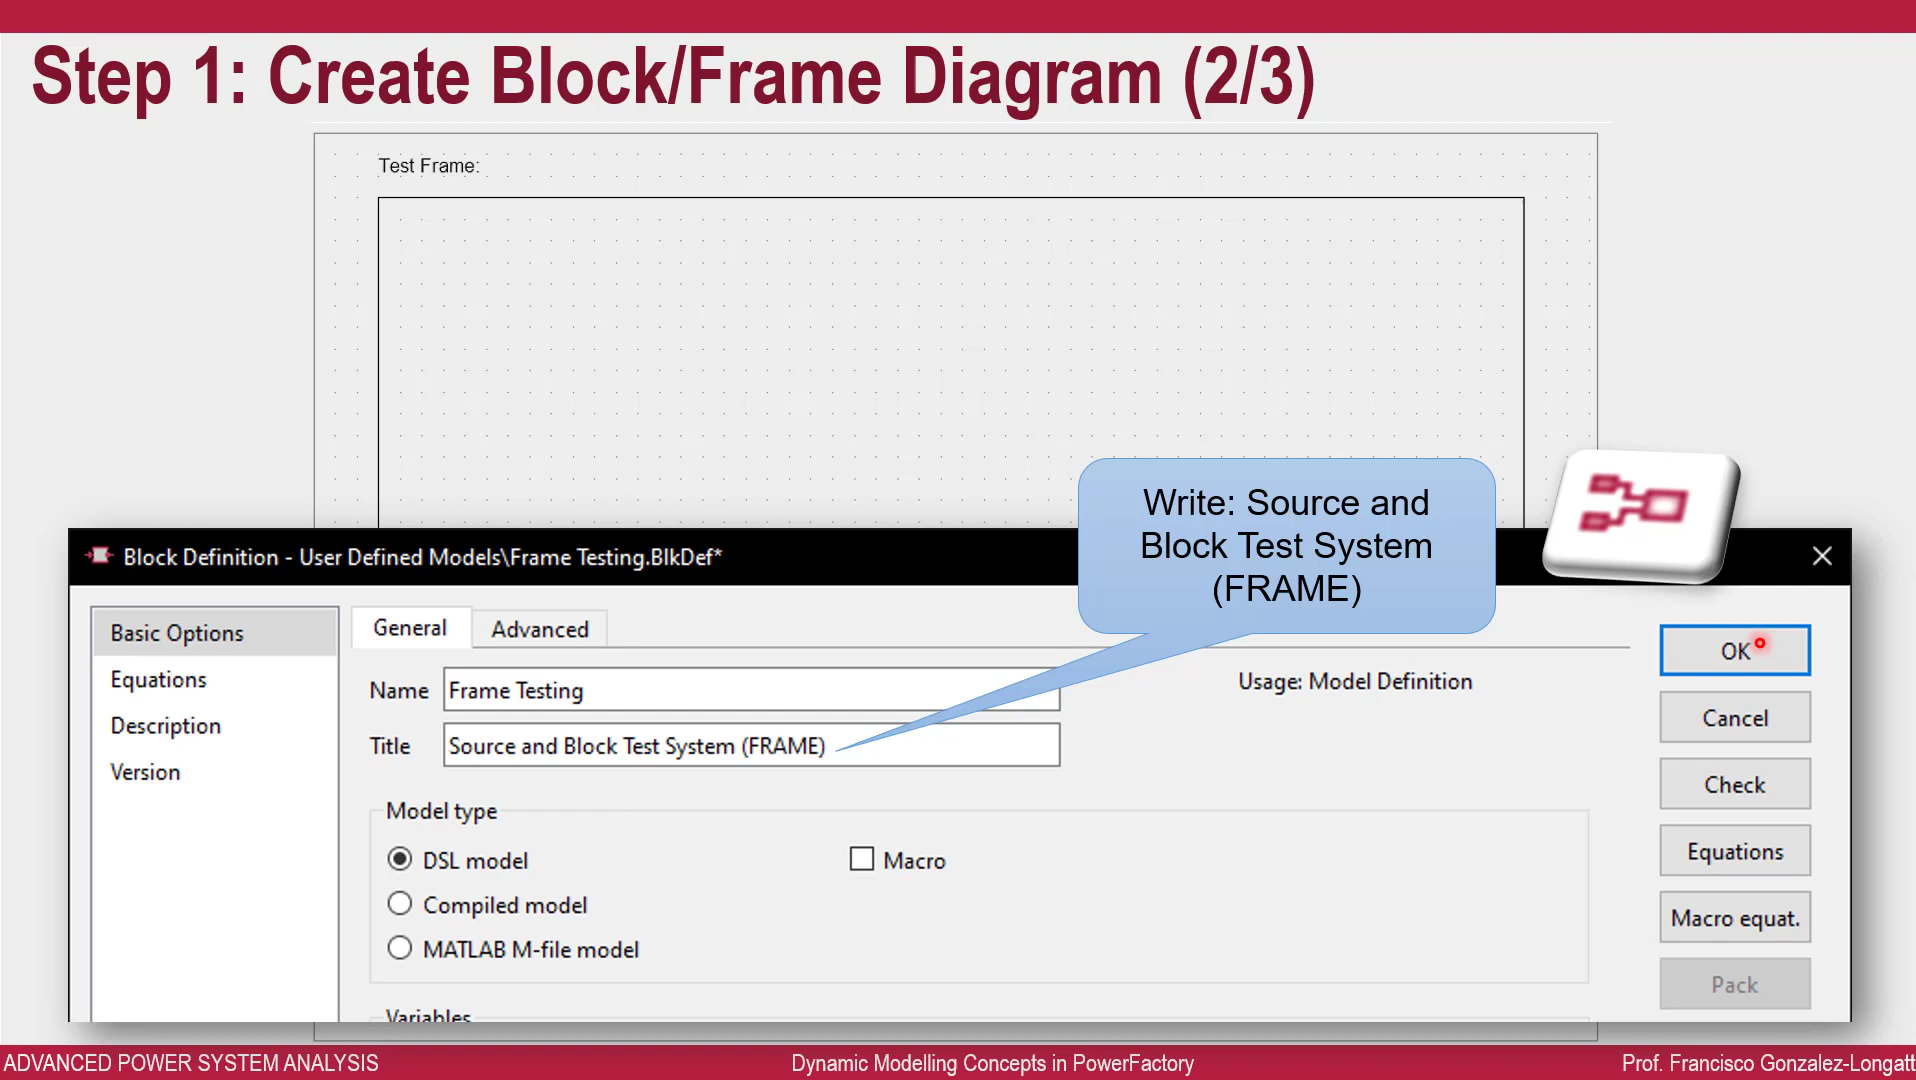 Step 1: Create Block/Frame Diagram (2/3)
Test Frame:
Write: Source and
Block Test System
(FRAME)
Block Definition - User Defined Models\Frame Testing.BlkDef*
Basic Options
Equations
Description
Version
General
Advanced
Name
Frame Testing
Usage: Model Definition
Title
Source and Block Test System (FRAME)
Model type
DSL model
Macro
Compiled model
MATLAB M-file model
Variables
OK
Cancel
Check
Equations
Macro equat.
Pack
ADVANCED POWER SYSTEM ANALYSIS
Dynamic Modelling Concepts in PowerFactory
Prof. Francisco Gonzalez-Longatt